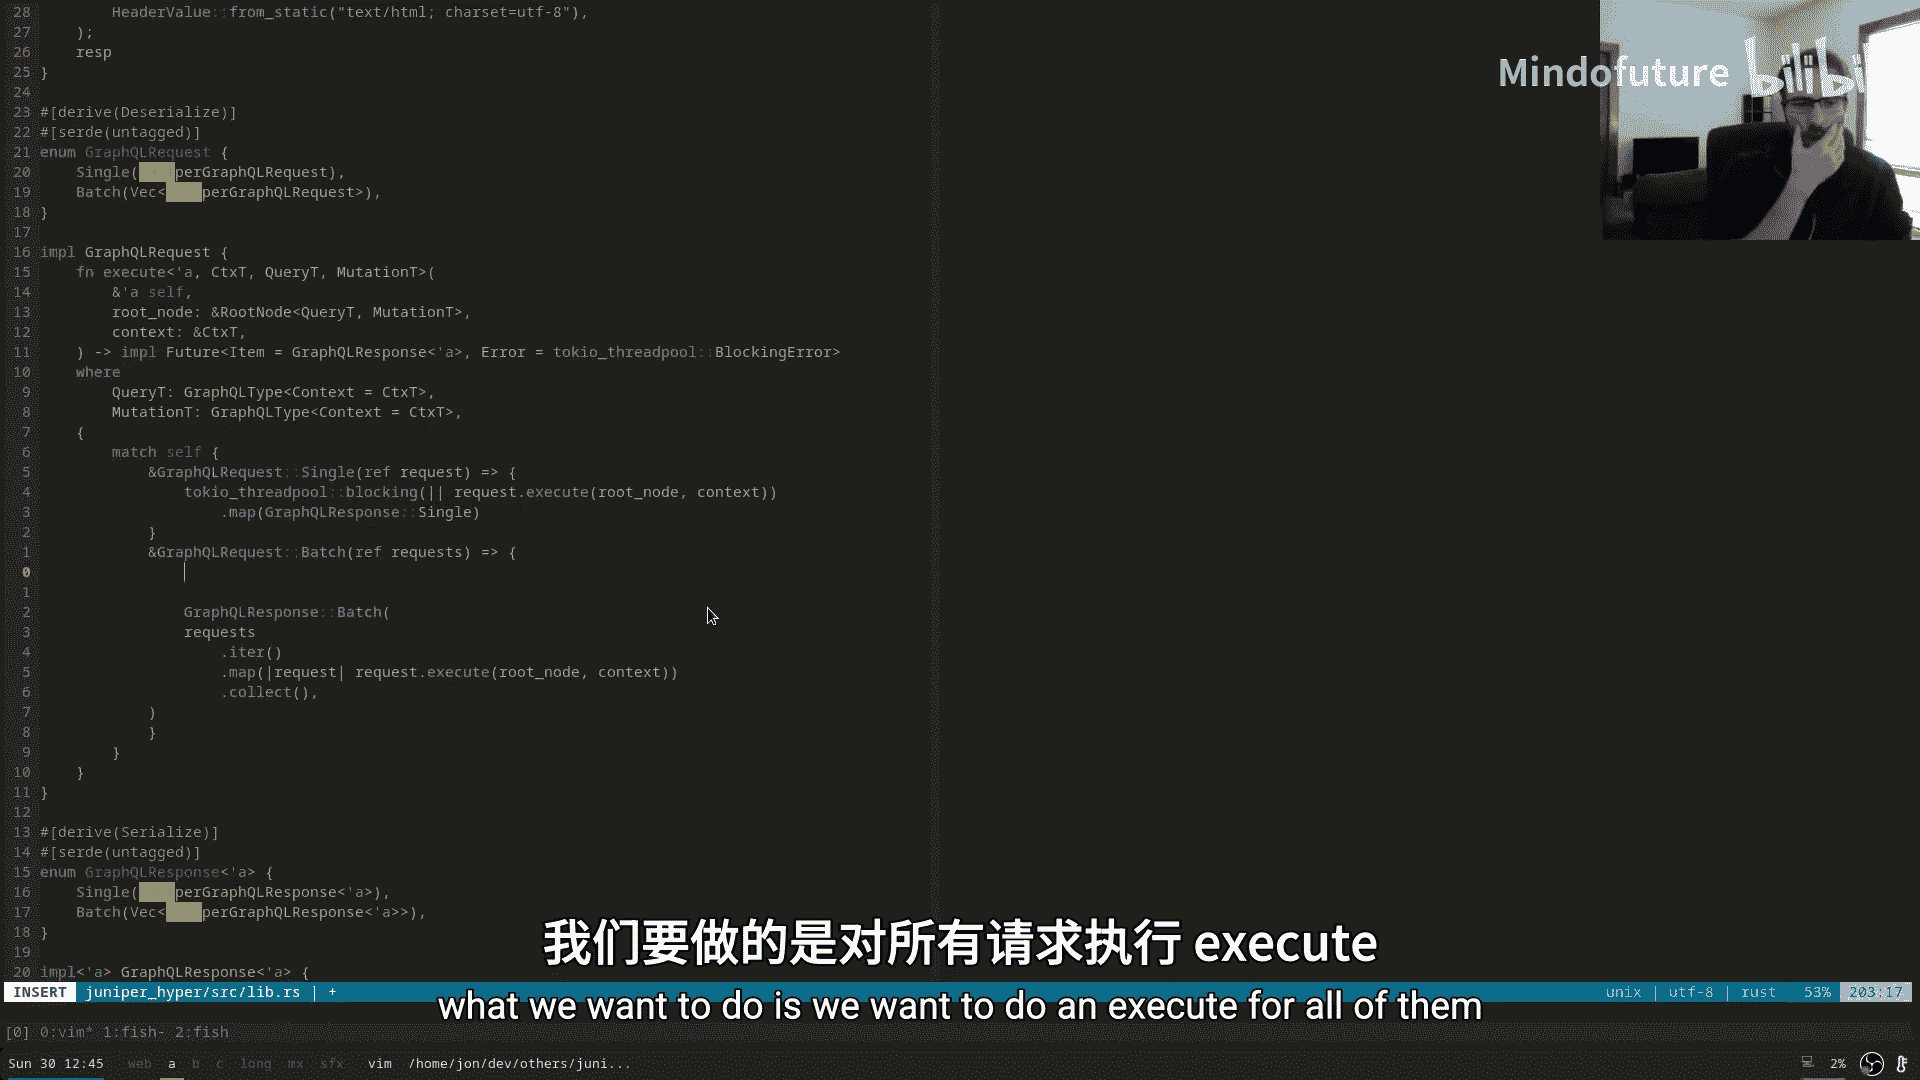 28         HeaderValue::from_static("text/html; charset=utf-8"),
27     );
26     resp
25 }
24
23 #[derive(Deserialize)]
22 #[serde(untagged)]
21 enum GraphQLRequest {
20     Single(    perGraphQLRequest),
19     Batch(Vec<    perGraphQLRequest>),
18 }
17
16 impl GraphQLRequest {
15     fn execute<'a, CtxT, QueryT, MutationT>(
14         &'a self,
13         root_node: &RootNode<QueryT, MutationT>,
12         context: &CtxT,
11     ) -> impl Future<Item = GraphQLResponse<'a>, Error = tokio_threadpool::BlockingError>
10     where
9         QueryT: GraphQLType<Context = CtxT>,
8         MutationT: GraphQLType<Context = CtxT>,
7     {
6         match self {
5             &GraphQLRequest::Single(ref request) => {
4                 tokio_threadpool::blocking(|| request.execute(root_node, context))
3                     .map(GraphQLResponse::Single)
2             }
1             &GraphQLRequest::Batch(ref requests) => {
0
1
2                 GraphQLResponse::Batch(
3                 requests
4                     .iter()
5                     .map(|request| request.execute(root_node, context))
6                     .collect(),
7             )
8             }
9         }
10     }
11 }
12
13 #[derive(Serialize)]
14 #[serde(untagged)]
15 enum GraphQLResponse<'a> {
16     Single(    perGraphQLResponse<'a>),
17     Batch(Vec<    perGraphQLResponse<'a>>),
18 }
19
20 impl<'a> GraphQLResponse<'a> {
Mindofuture bilibi
我们要做的是对所有请求执行 execute
INSERT juniper_hyper/src/lib.rs | + unix | utf-8 | rust 53% 203:17
what we want to do is we want to do an execute for all of them
[0] 0:vim* 1:fish- 2:fish
Sun 30 12:45 web a b c long mx sfx vim /home/jon/dev/others/juni... 2%